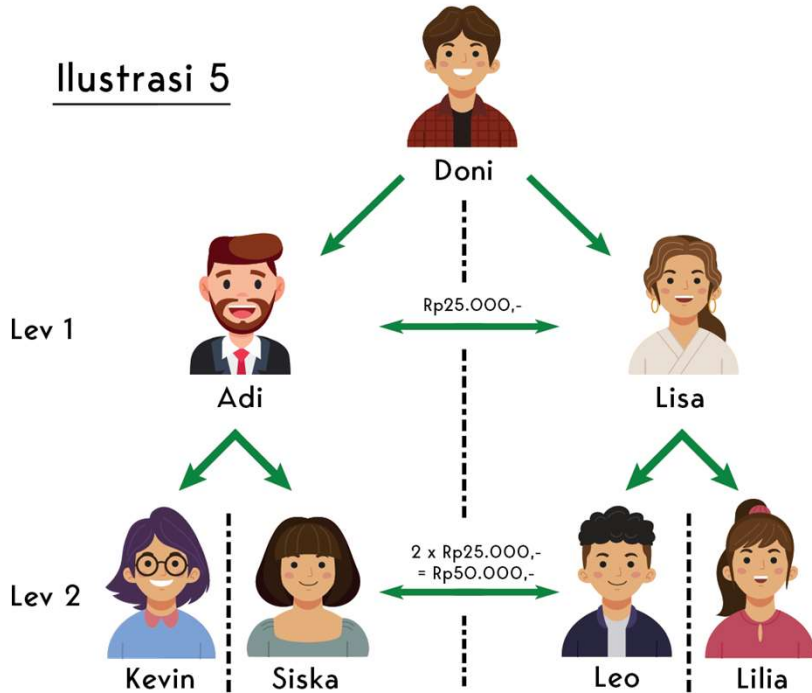 Ilustrasi 5
Doni
Rp25.000,-
Lev 1
Adi
Lisa
2 x Rp25.000,-
= Rp50.000,-
Lev 2
Kevin
Siska
Leo
Lilia